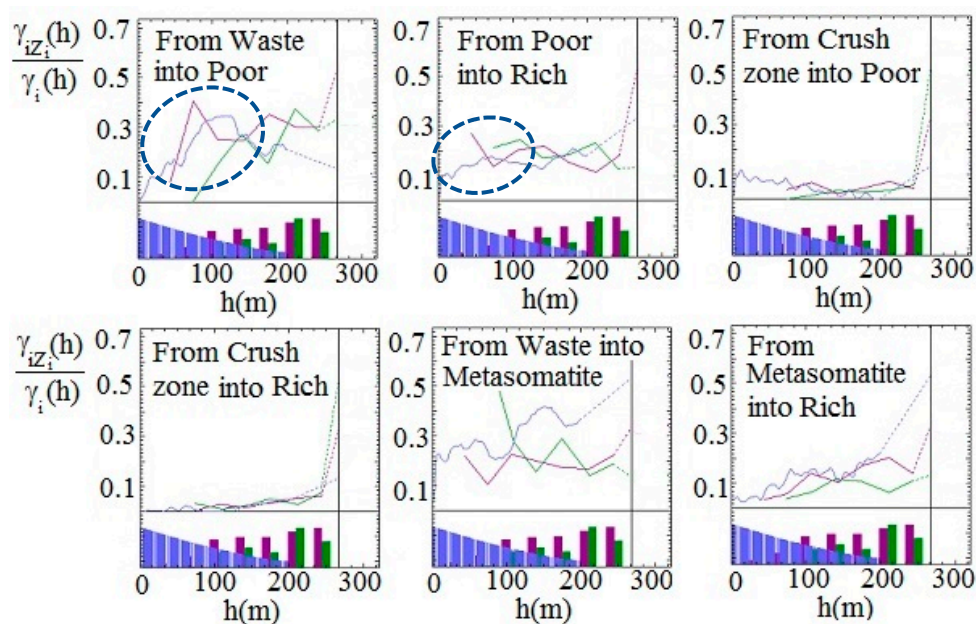 γiZi(h)
γi(h)
0.7
0.5
0.3
0.1
From Waste
into Poor
0 100 200 300
h(m)
0.7
0.5
0.3
0.1
From Poor
into Rich
0 100 200 300
h(m)
0.7
0.5
0.3
0.1
From Crush
zone into Poor
0 100 200 300
h(m)
γiZi(h)
γi(h)
0.7
0.5
0.3
0.1
From Crush
zone into Rich
0 100 200 300
h(m)
0.7
0.5
0.3
0.1
From Waste into
Metasomatite
0 100 200 300
h(m)
0.7
0.5
0.3
0.1
From
Metasomatite
into Rich
0 100 200 300
h(m)